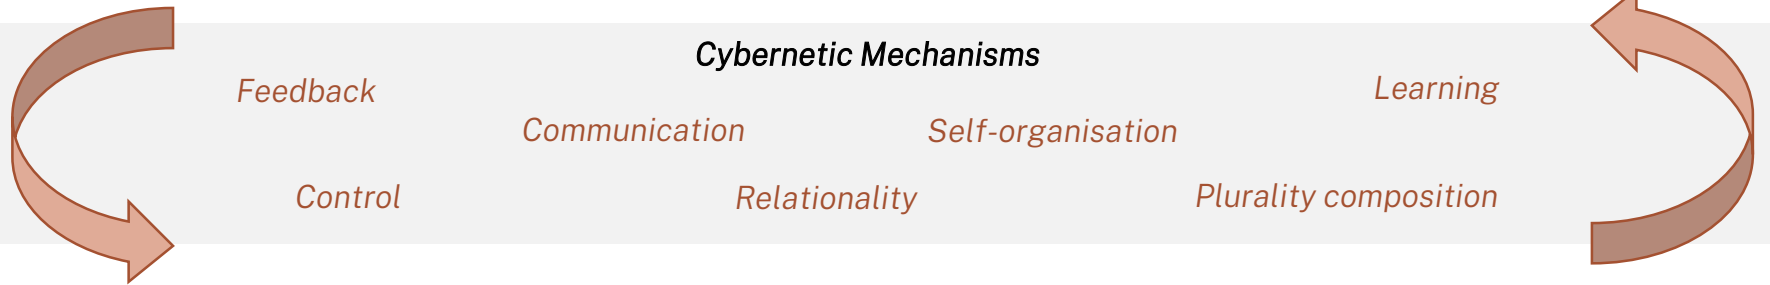 Cybernetic Mechanisms
Feedback
Learning
Communication
Self-organisation
Control
Relationality
Plurality composition